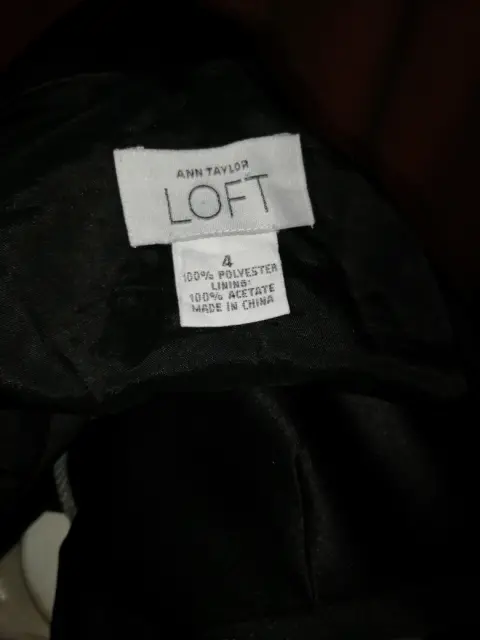 ANN TAYLOR
LOFT
4
100% POLYESTER
LINING:
100% ACETATE
MADE IN CHINA